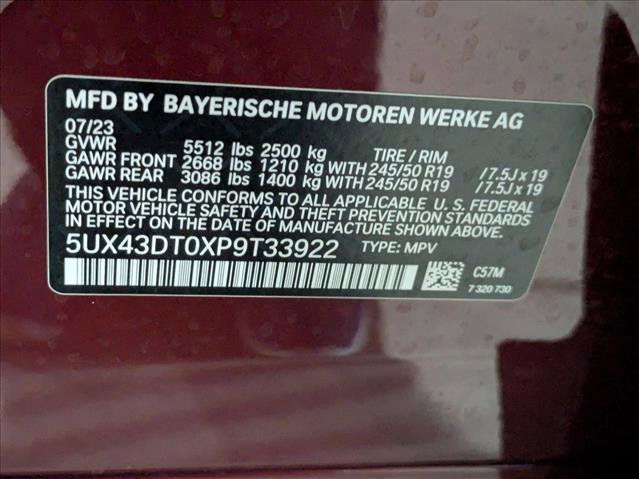 MFD BY BAYERISCHE MOTOREN WERKE AG
07/23
GVWR 5512 lbs 2500 kg TIRE / RIM
GAWR FRONT 2668 lbs 1210 kg WITH 245/50 R19 / 7.5J x 19
GAWR REAR 3086 lbs 1400 kg WITH 245/50 R19 / 7.5J x 19
THIS VEHICLE CONFORMS TO ALL APPLICABLE U. S. FEDERAL
MOTOR VEHICLE SAFETY, BUMPER, AND THEFT PREVENTION STANDARDS
IN EFFECT ON THE DATE OF MANUFACTURE SHOWN ABOVE.
5UX43DT0XP9T33922 TYPE: MPV
C57M
7 320 730